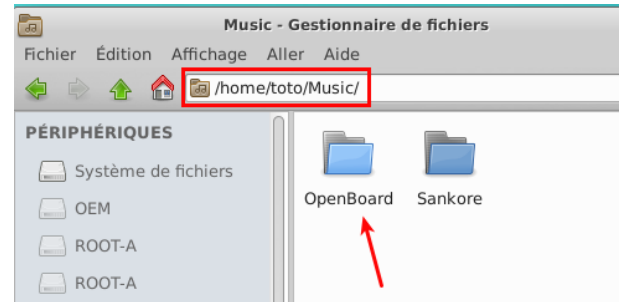 Music - Gestionnaire de fichiers
Fichier Édition Affichage Aller Aide
/home/toto/Music/
PÉRIPHÉRIQUES
Système de fichiers
OEM
ROOT-A
ROOT-A
OpenBoard Sankore